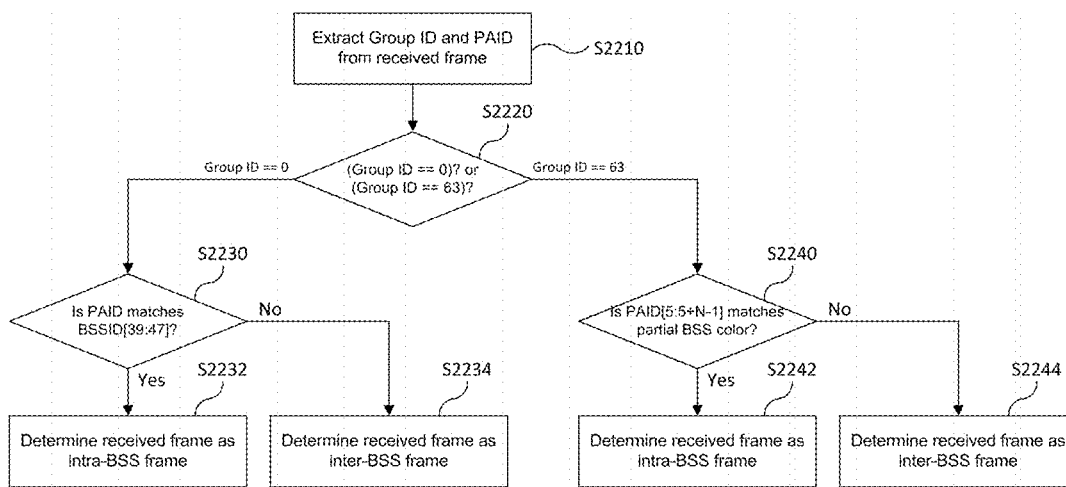 Extract Group ID and PAID
from received frame
S2210
S2220
Group ID == 0
(Group ID == 0)? or
(Group ID == 63)?
Group ID == 63
S2230
Is PAID matches
BSSID[39:47]?
No
Yes
S2240
Is PAID[5:5+N-1] matches
partial BSS color?
No
Yes
S2232
Determine received frame as
intra-BSS frame
S2234
Determine received frame as
inter-BSS frame
S2242
Determine received frame as
intra-BSS frame
S2244
Determine received frame as
inter-BSS frame